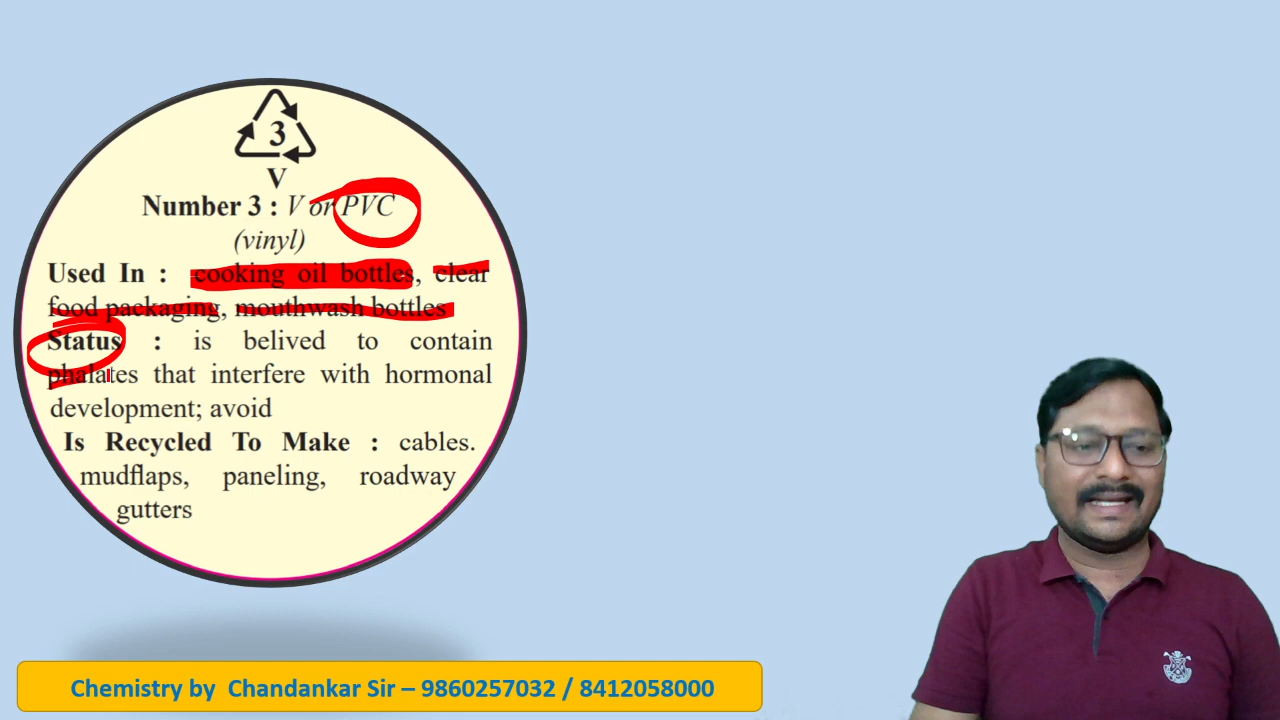 3
V
Number 3 : V or PVC
(vinyl)
Used In : cooking oil bottles, clear
food packaging, mouthwash bottles
Status : is belived to contain
phalates that interfere with hormonal
development; avoid
Is Recycled To Make : cables.
mudflaps, paneling, roadway
gutters
Chemistry by Chandankar Sir – 9860257032 / 8412058000